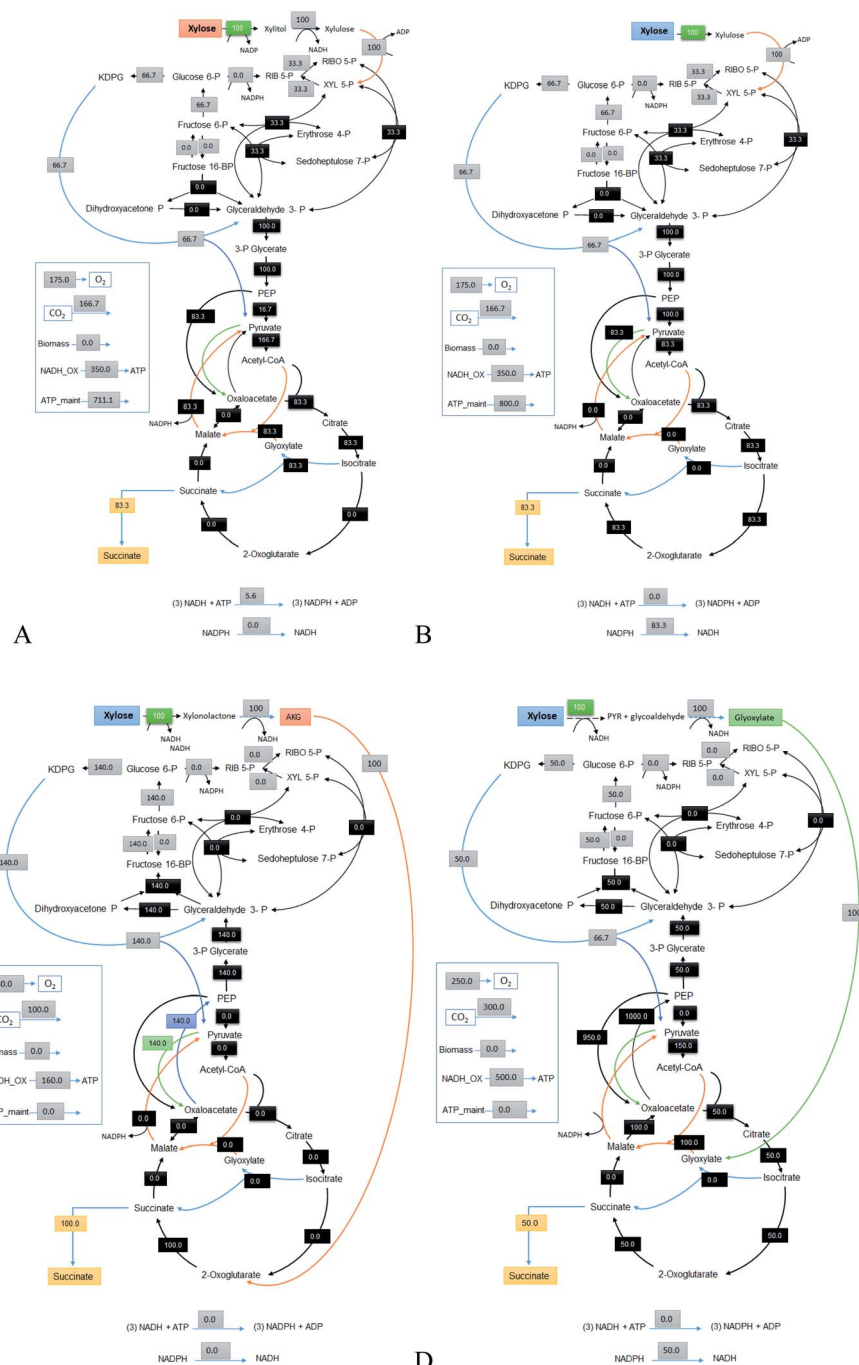 Xylose 100 Xylitol 100 Xylulose
NADP NADH 100 ADP
33.3 RIBO 5-P
KDPG 66.7 Glucose 6-P 0.0 RIB 5-P
33.3 XYL 5-P
NADPH
66.7
Fructose 6-P 33.3 33.3
Erythrose 4-P
0.0 0.0 33.3
66.7 Fructose 16-BP Sedoheptulose 7-P
0.0
Dihydroxyacetone P 0.0 Glyceraldehyde 3- P
100.0
66.7 3-P Glycerate
100.0
175.0 O2
PEP
166.7
CO2 83.3 16.7
Pyruvate
Biomass 0.0 166.7
Acetyl-CoA
NADH_OX 350.0 ATP
Oxaloacetate
ATP_maint 711.1 83.3 83.3
NADPH 0.0 Citrate
Malate 83.3 83.3
Glyoxylate
0.0 83.3 Isocitrate
Succinate
83.3
0.0 0.0
Succinate 2-Oxoglutarate
5.6
(3) NADH + ATP (3) NADPH + ADP
0.0
NADPH NADH
A
Xylose 100 Xylulose
100 ADP
33.3 RIBO 5-P
KDPG 66.7 Glucose 6-P 0.0 RIB 5-P
33.3 XYL 5-P
NADPH
66.7
Fructose 6-P 33.3 33.3
Erythrose 4-P
0.0 0.0 33.3
66.7 Fructose 16-BP Sedoheptulose 7-P
0.0
Dihydroxyacetone P 0.0 Glyceraldehyde 3- P
100.0
66.7 3-P Glycerate
100.0
175.0 O2
PEP
166.7
CO2 100.0
83.3 Pyruvate
Biomass 0.0 83.3
Acetyl-CoA
NADH_OX 350.0 ATP
Oxaloacetate
ATP_maint 800.0 0.0 83.3
NADPH 0.0 Citrate
Malate 0.0 83.3
Glyoxylate
0.0 0.0 Isocitrate
Succinate
83.3
83.3 83.3
Succinate 2-Oxoglutarate
0.0
(3) NADH + ATP (3) NADPH + ADP
83.3
NADPH NADH
B
Xylose 100 Xylonolactone 100 AKG
NADH NADH
NADH
0.0 RIBO 5-P 100
KDPG 140.0 Glucose 6-P 0.0 RIB 5-P
0.0 XYL 5-P
NADPH
140.0
Fructose 6-P 0.0 0.0
Erythrose 4-P
140.0 0.0 0.0
140.0 Fructose 16-BP Sedoheptulose 7-P
140.0
Dihydroxyacetone P 140.0 Glyceraldehyde 3- P
140.0
140.0 3-P Glycerate
140.0
0.0 O2
PEP
100.0
CO2 140.0 0.0
140.0 Pyruvate
mass 0.0 0.0
Acetyl-CoA
DH_OX 160.0 ATP
Oxaloacetate
P_maint 0.0 0.0 0.0
NADPH 0.0 Citrate
Malate 0.0 0.0
Glyoxylate
0.0 0.0 Isocitrate
Succinate
100.0
100.0 0.0
Succinate 2-Oxoglutarate
0.0
(3) NADH + ATP (3) NADPH + ADP
0.0
NADPH NADH
Xylose 100 PYR + glycoaldehyde 100 Glyoxylate
NADH NADH
0.0 RIBO 5-P
KDPG 50.0 Glucose 6-P 0.0 RIB 5-P
0.0 XYL 5-P
NADPH
50.0
Fructose 6-P 0.0 0.0
Erythrose 4-P
50.0 0.0 0.0
50.0 Fructose 16-BP Sedoheptulose 7-P
50.0
Dihydroxyacetone P 50.0 Glyceraldehyde 3- P 100
50.0
66.7 3-P Glycerate
50.0
250.0 O2
PEP
300.0
CO2 1000.0 0.0
950.0 Pyruvate
Biomass 0.0 150.0
Acetyl-CoA
NADH_OX 500.0 ATP
Oxaloacetate
ATP_maint 0.0 0.0 50.0
NADPH 100.0 Citrate
Malate 100.0 50.0
Glyoxylate
0.0 0.0 Isocitrate
Succinate
50.0
50.0 50.0
Succinate 2-Oxoglutarate
0.0
(3) NADH + ATP (3) NADPH + ADP
50.0
NADPH NADH
D